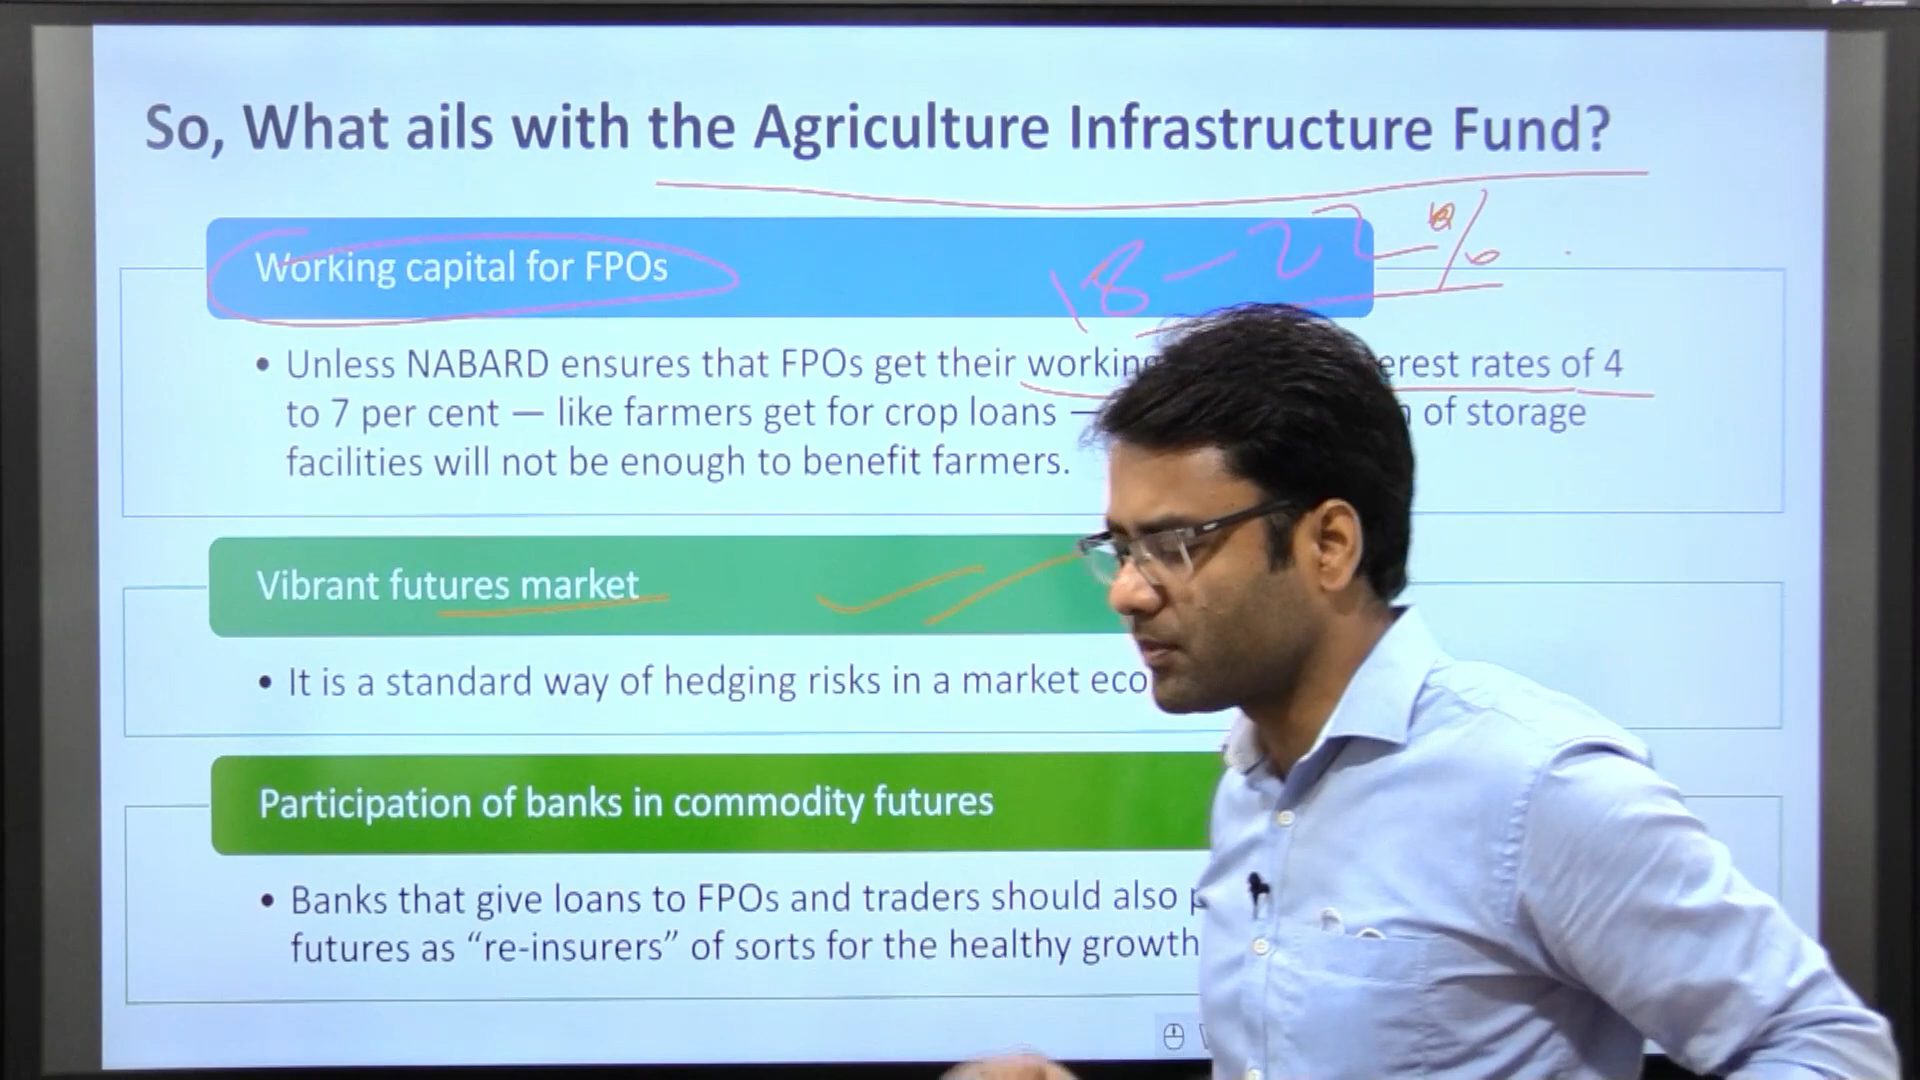 So, What ails with the Agriculture Infrastructure Fund?
18-22%
Working capital for FPOs
• Unless NABARD ensures that FPOs get their working erest rates of 4
to 7 per cent — like farmers get for crop loans — of storage
facilities will not be enough to benefit farmers.
Vibrant futures market
• It is a standard way of hedging risks in a market eco
Participation of banks in commodity futures
• Banks that give loans to FPOs and traders should also p
futures as “re-insurers” of sorts for the healthy growth